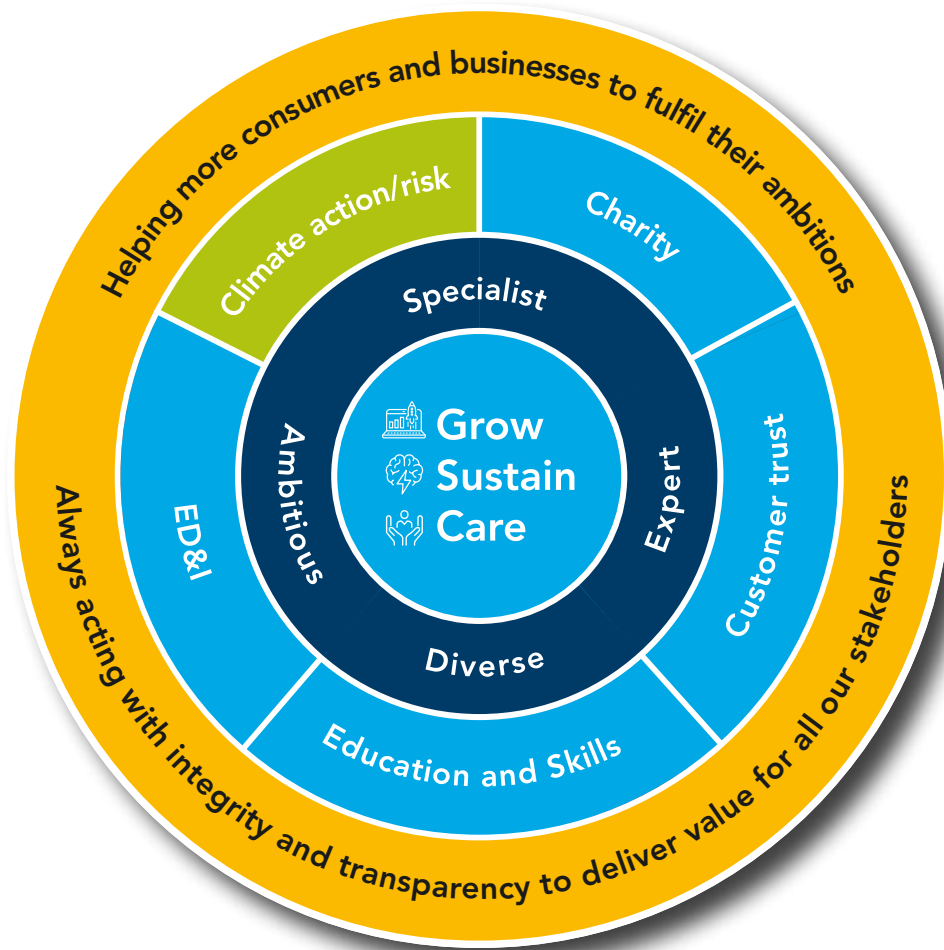 Helping more consumers and businesses to fulfil their ambitions
Climate action/risk
Charity
Specialist
Grow
Sustain
Care
Ambitious
Expert
ED&I
Customer trust
Diverse
Education and Skills
Always acting with integrity and transparency to deliver value for all our stakeholders